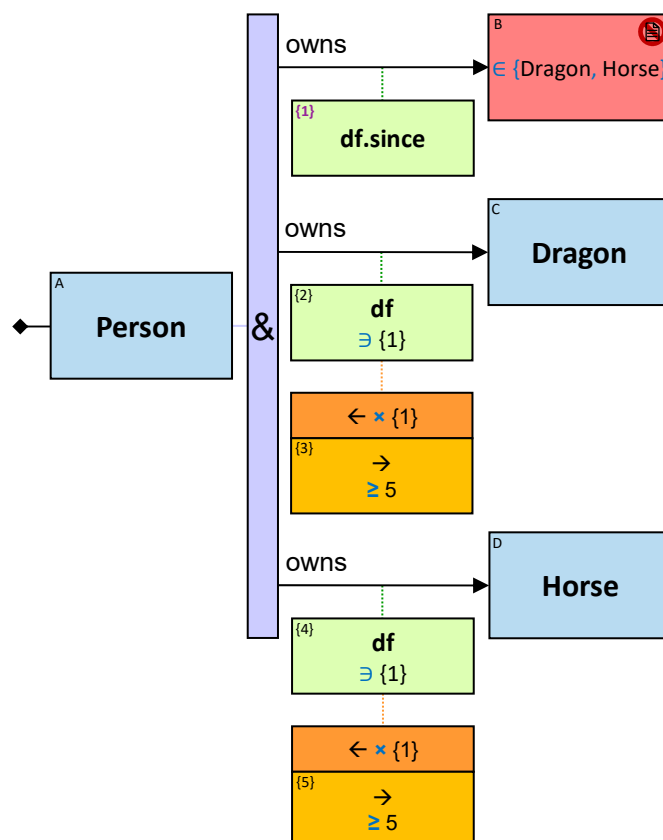 owns
B
∈ {Dragon, Horse}
{1}
df.since
owns
C
Dragon
{2}
df
∋ {1}
A
Person
&
← × {1}
{3}
→
≥ 5
owns
D
Horse
{4}
df
∋ {1}
← × {1}
{5}
→
≥ 5